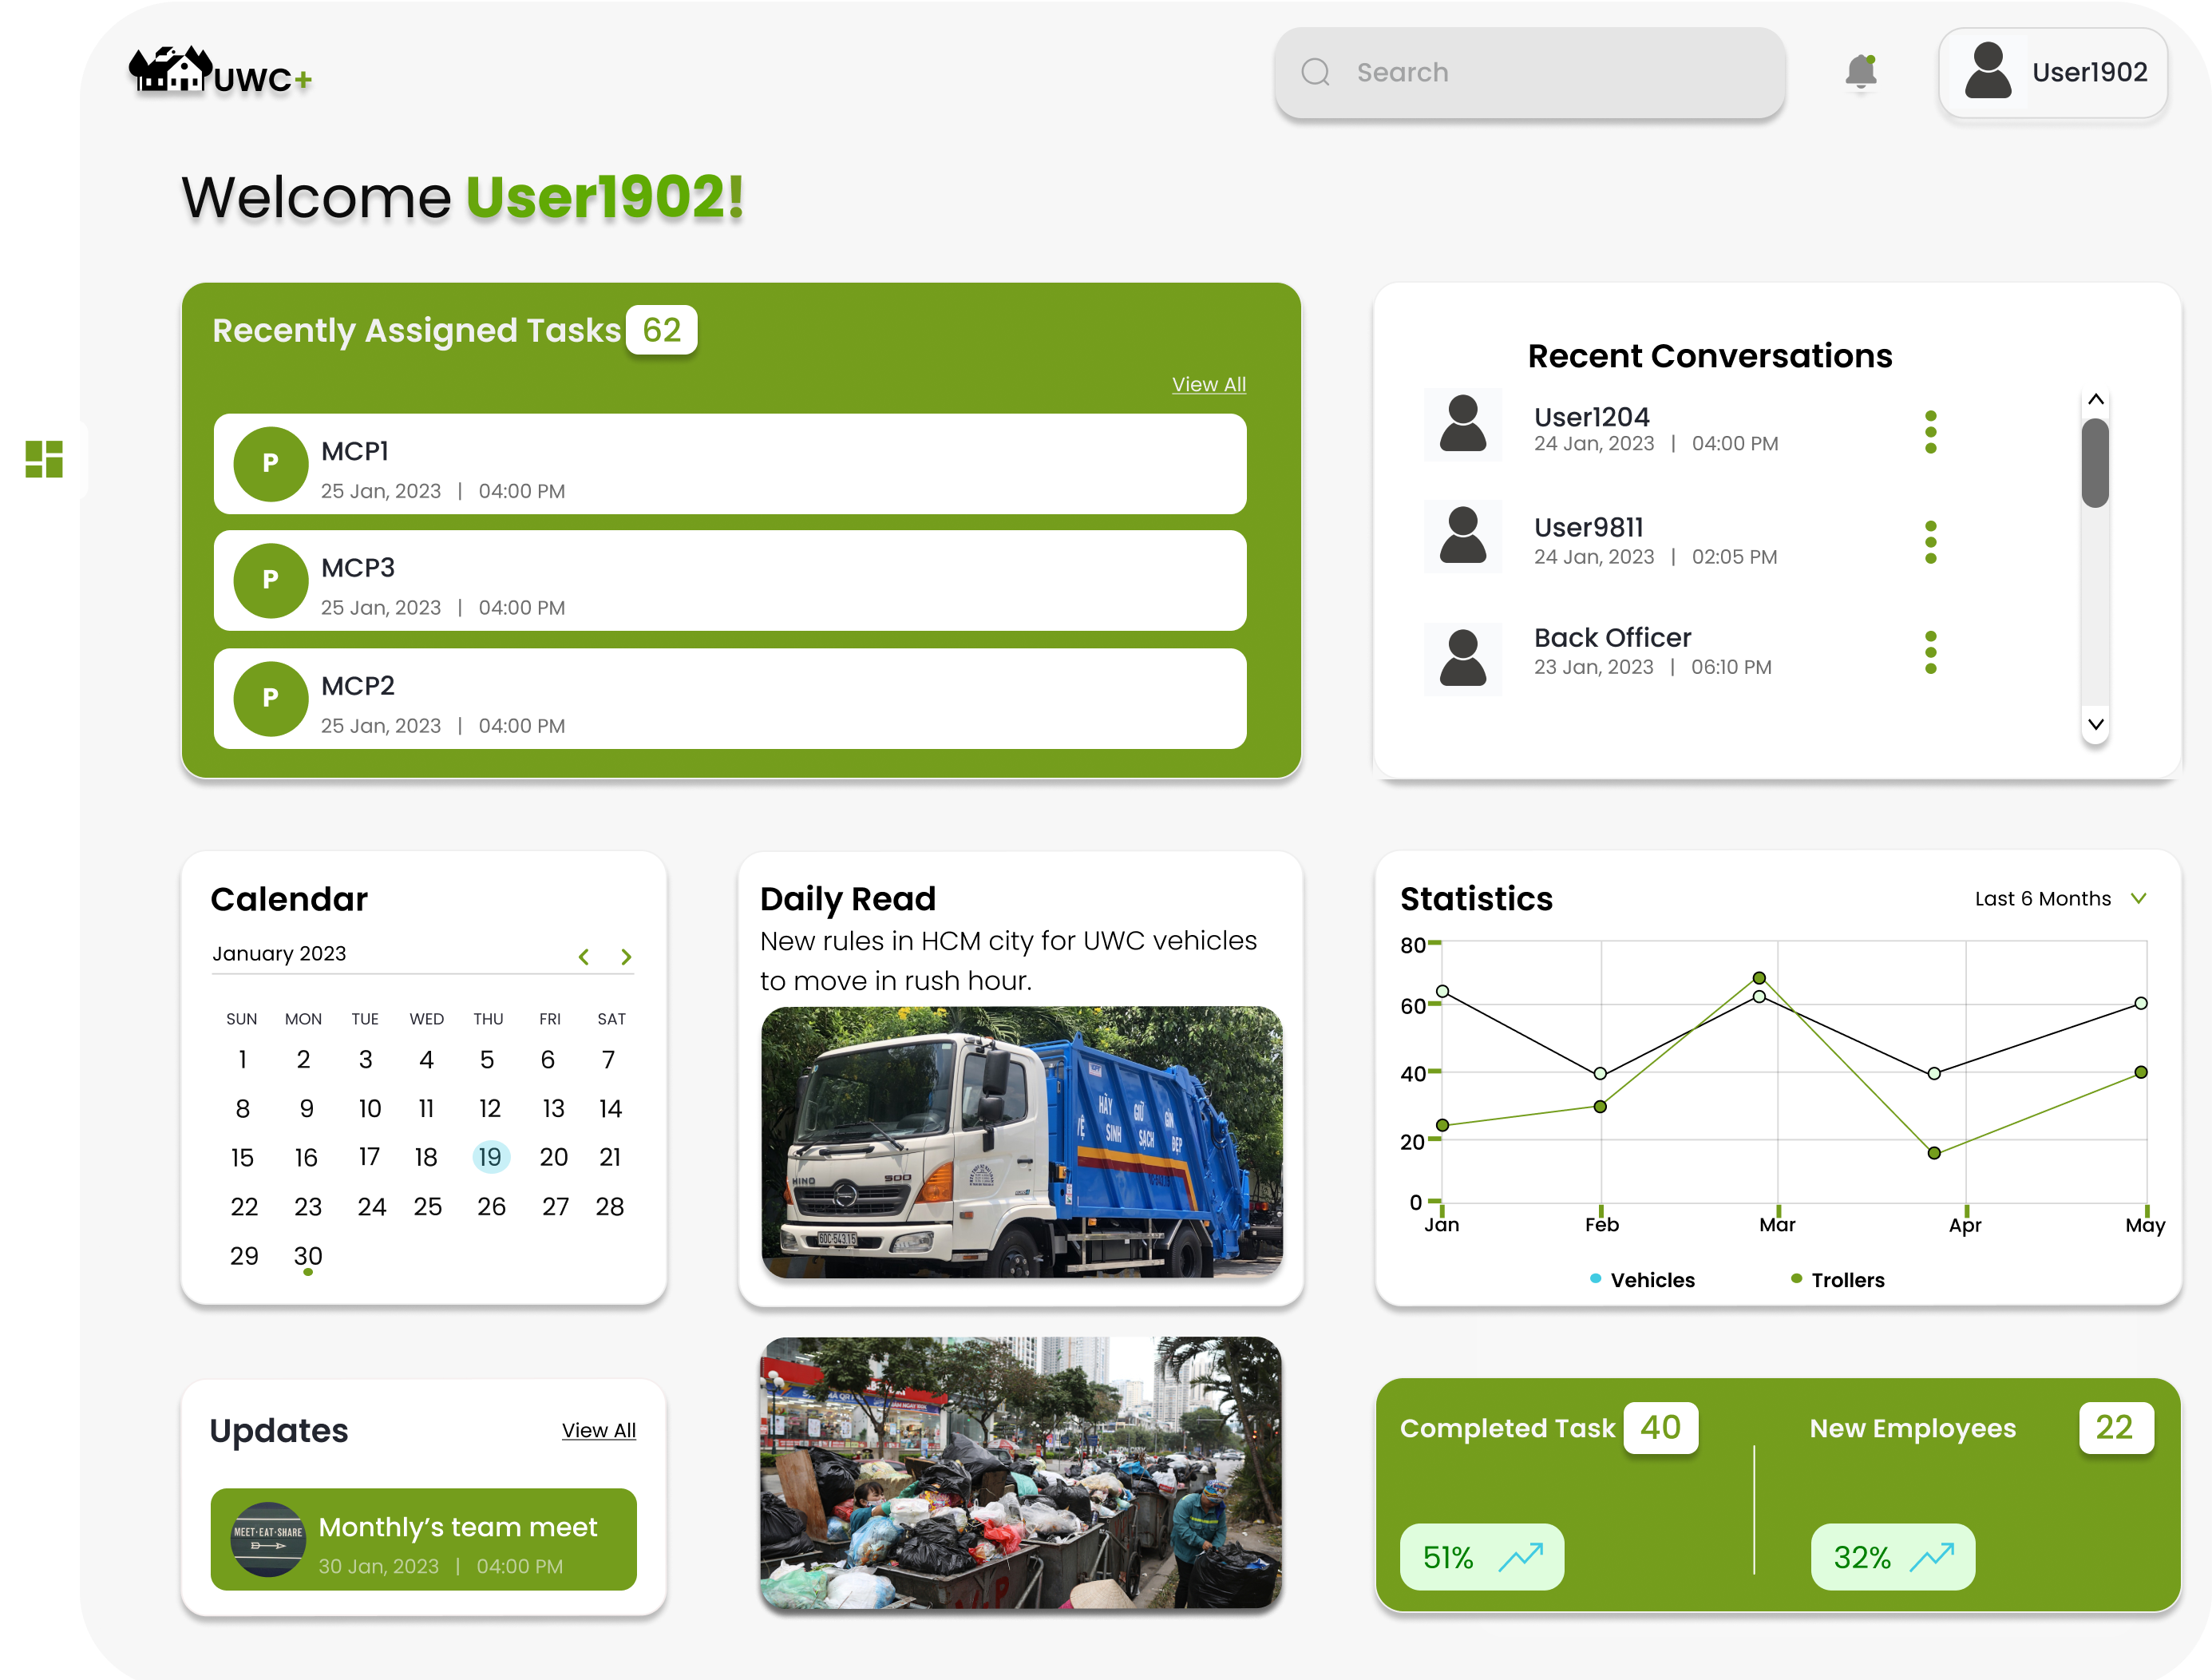 UWC+
Search
User1902
Welcome User1902!
Recently Assigned Tasks 62
View All
P
MCP1
25 Jan, 2023 | 04:00 PM
P
MCP3
25 Jan, 2023 | 04:00 PM
P
MCP2
25 Jan, 2023 | 04:00 PM
Recent Conversations
User1204
24 Jan, 2023 | 04:00 PM
User9811
24 Jan, 2023 | 02:05 PM
Back Officer
23 Jan, 2023 | 06:10 PM
Calendar
January 2023
SUN MON TUE WED THU FRI SAT
1 2 3 4 5 6 7
8 9 10 11 12 13 14
15 16 17 18 19 20 21
22 23 24 25 26 27 28
29 30
Daily Read
New rules in HCM city for UWC vehicles
to move in rush hour.
HÃY GIỮ GÌN
VỆ SINH SẠCH ĐẸP
HINO 500
60C-543.15
Statistics
Last 6 Months
80
60
40
20
0
Jan Feb Mar Apr May
Vehicles Trollers
Updates
View All
MEET·EAT·SHARE
Monthly’s team meet
30 Jan, 2023 | 04:00 PM
Completed Task 40
51%
New Employees 22
32%